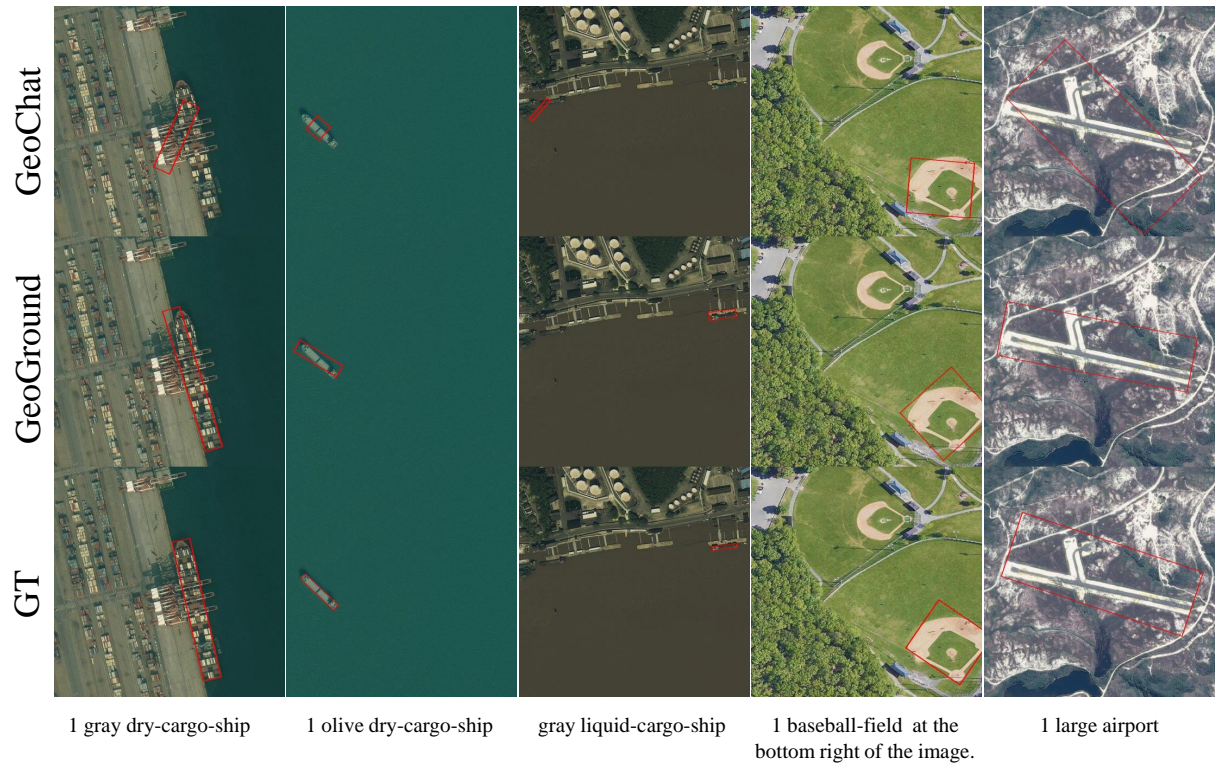 GeoChat
GeoGround
GT
1 gray dry-cargo-ship
1 olive dry-cargo-ship
gray liquid-cargo-ship
1 baseball-field at the
bottom right of the image.
1 large airport